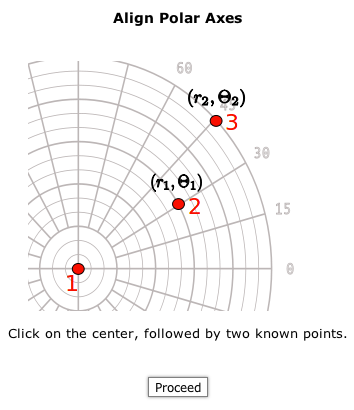 Align Polar Axes
60
(r₂,Θ₂)
45
3
30
(r₁,Θ₁)
2
15
0
1
Click on the center, followed by two known points.
Proceed